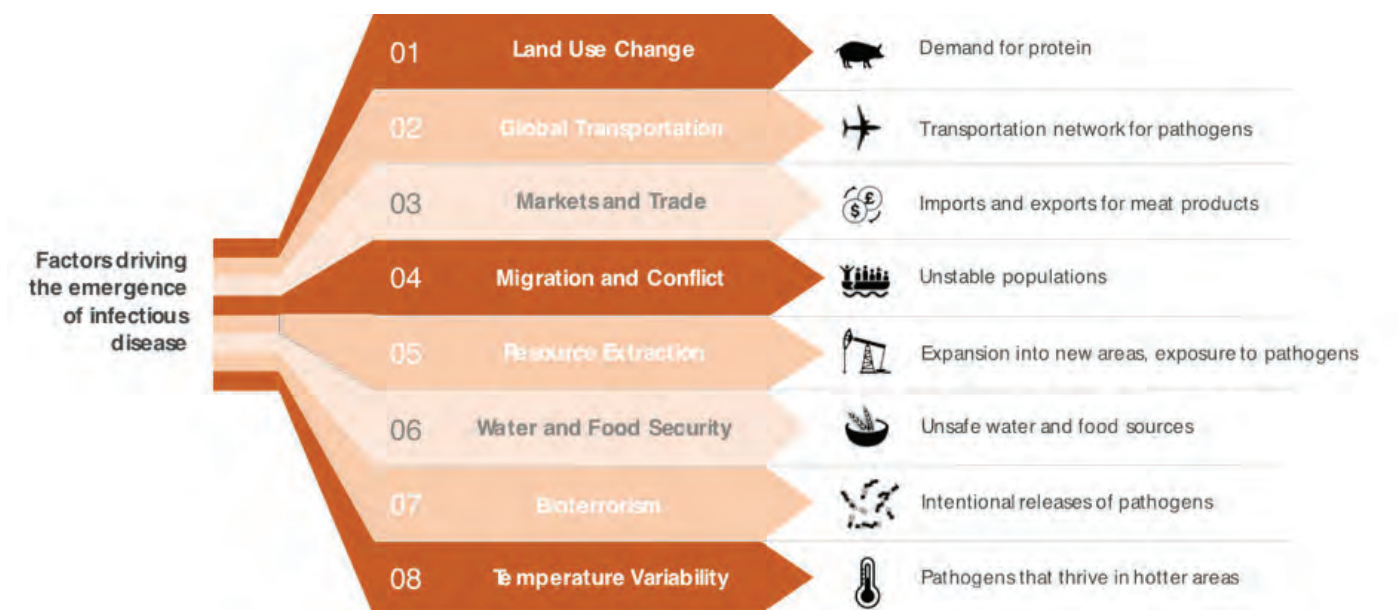 Factors driving
the emergence
of infectious
disease
01 Land Use Change Demand for protein
02 Global Transportation Transportation network for pathogens
03 Markets and Trade Imports and exports for meat products
04 Migration and Conflict Unstable populations
05 Resource Extraction Expansion into new areas, exposure to pathogens
06 Water and Food Security Unsafe water and food sources
07 Bioterrorism Intentional releases of pathogens
08 Temperature Variability Pathogens that thrive in hotter areas
$ £